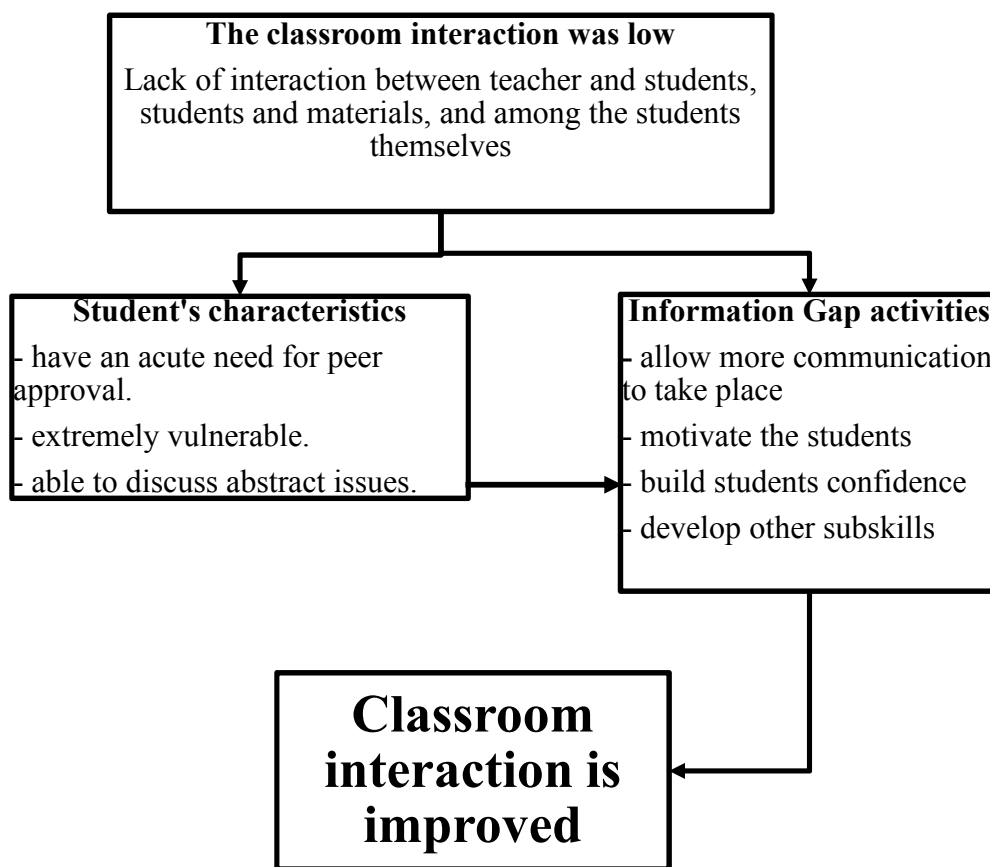 The classroom interaction was low
Lack of interaction between teacher and students,
students and materials, and among the students
themselves
Student's characteristics
- have an acute need for peer
approval.
- extremely vulnerable.
- able to discuss abstract issues.
Information Gap activities
- allow more communication
to take place
- motivate the students
- build students confidence
- develop other subskills
Classroom
interaction is
improved